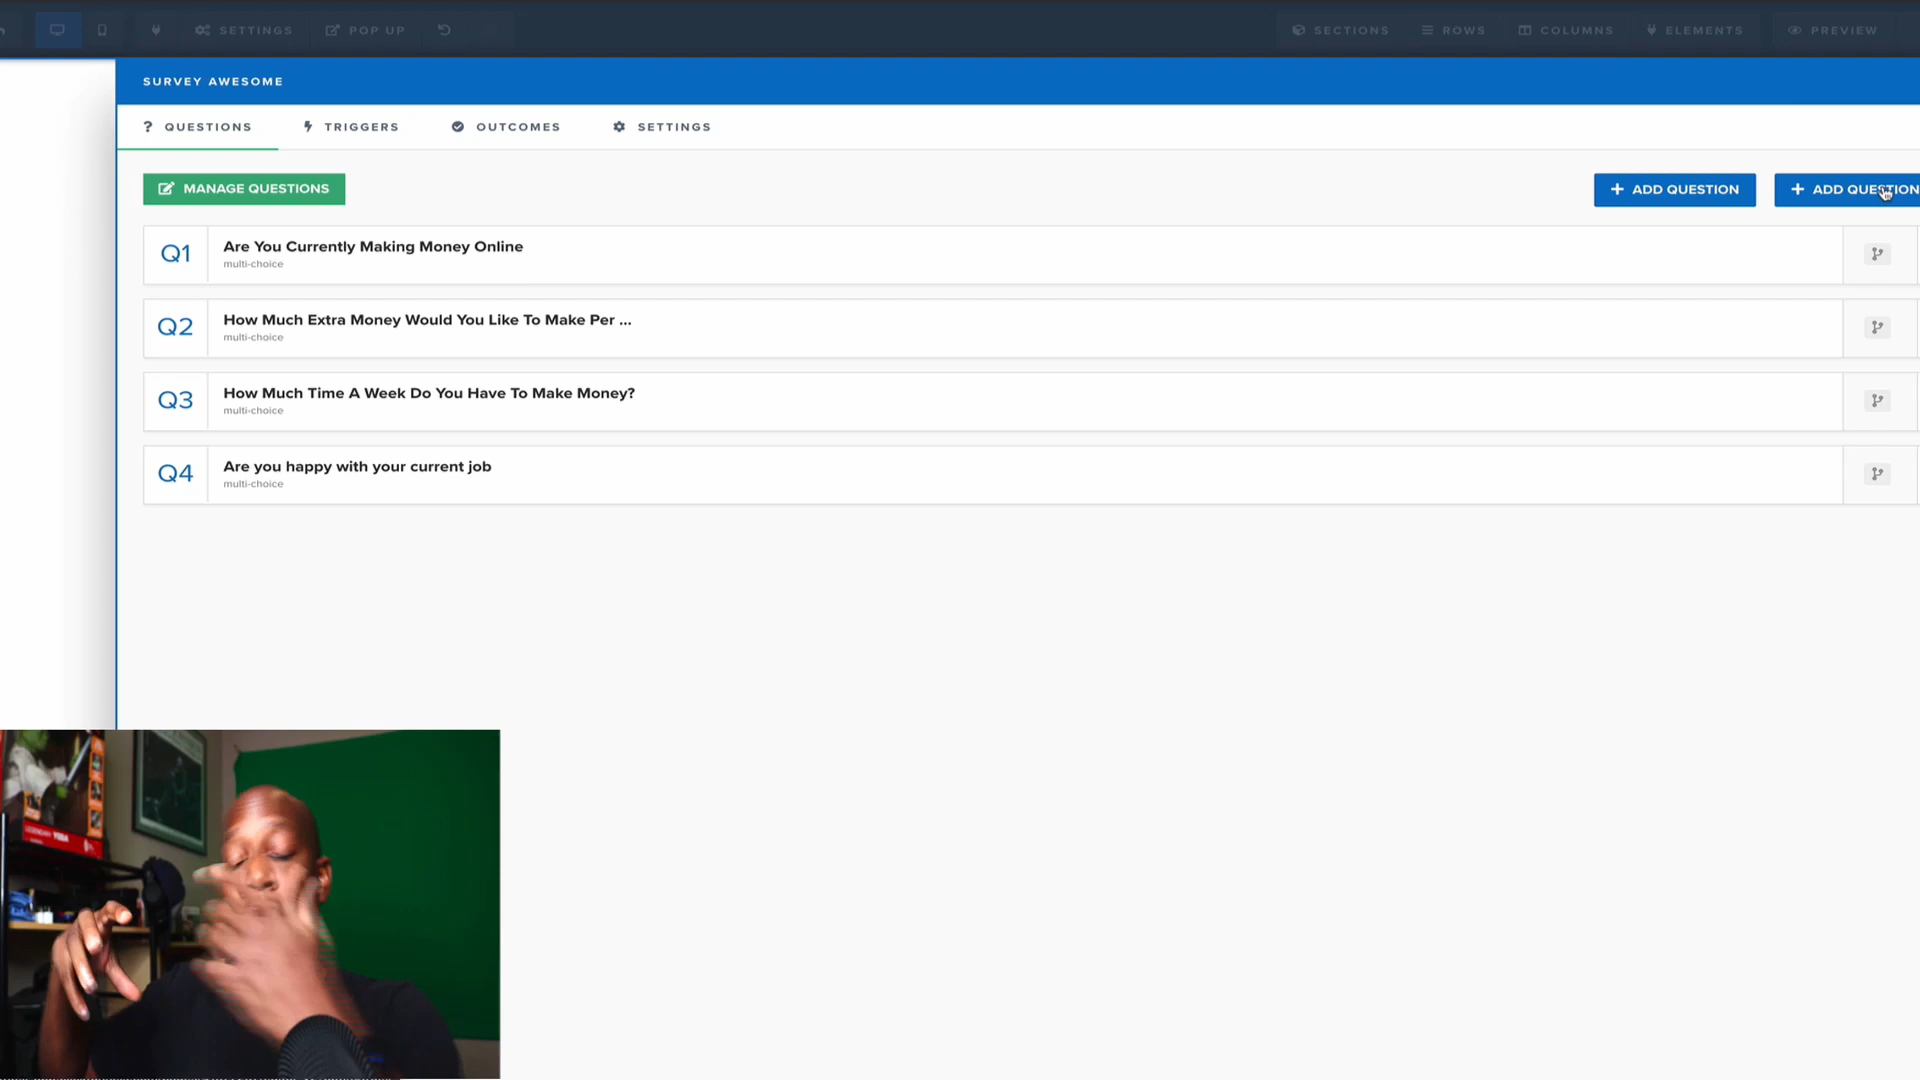 SETTINGS
POP UP
SECTIONS
ROWS
COLUMNS
ELEMENTS
PREVIEW
SURVEY AWESOME
? QUESTIONS
TRIGGERS
OUTCOMES
SETTINGS
MANAGE QUESTIONS
+ ADD QUESTION
+ ADD QUESTION
Q1
Are You Currently Making Money Online
multi-choice
Q2
How Much Extra Money Would You Like To Make Per ...
multi-choice
Q3
How Much Time A Week Do You Have To Make Money?
multi-choice
Q4
Are you happy with your current job
multi-choice
YODA